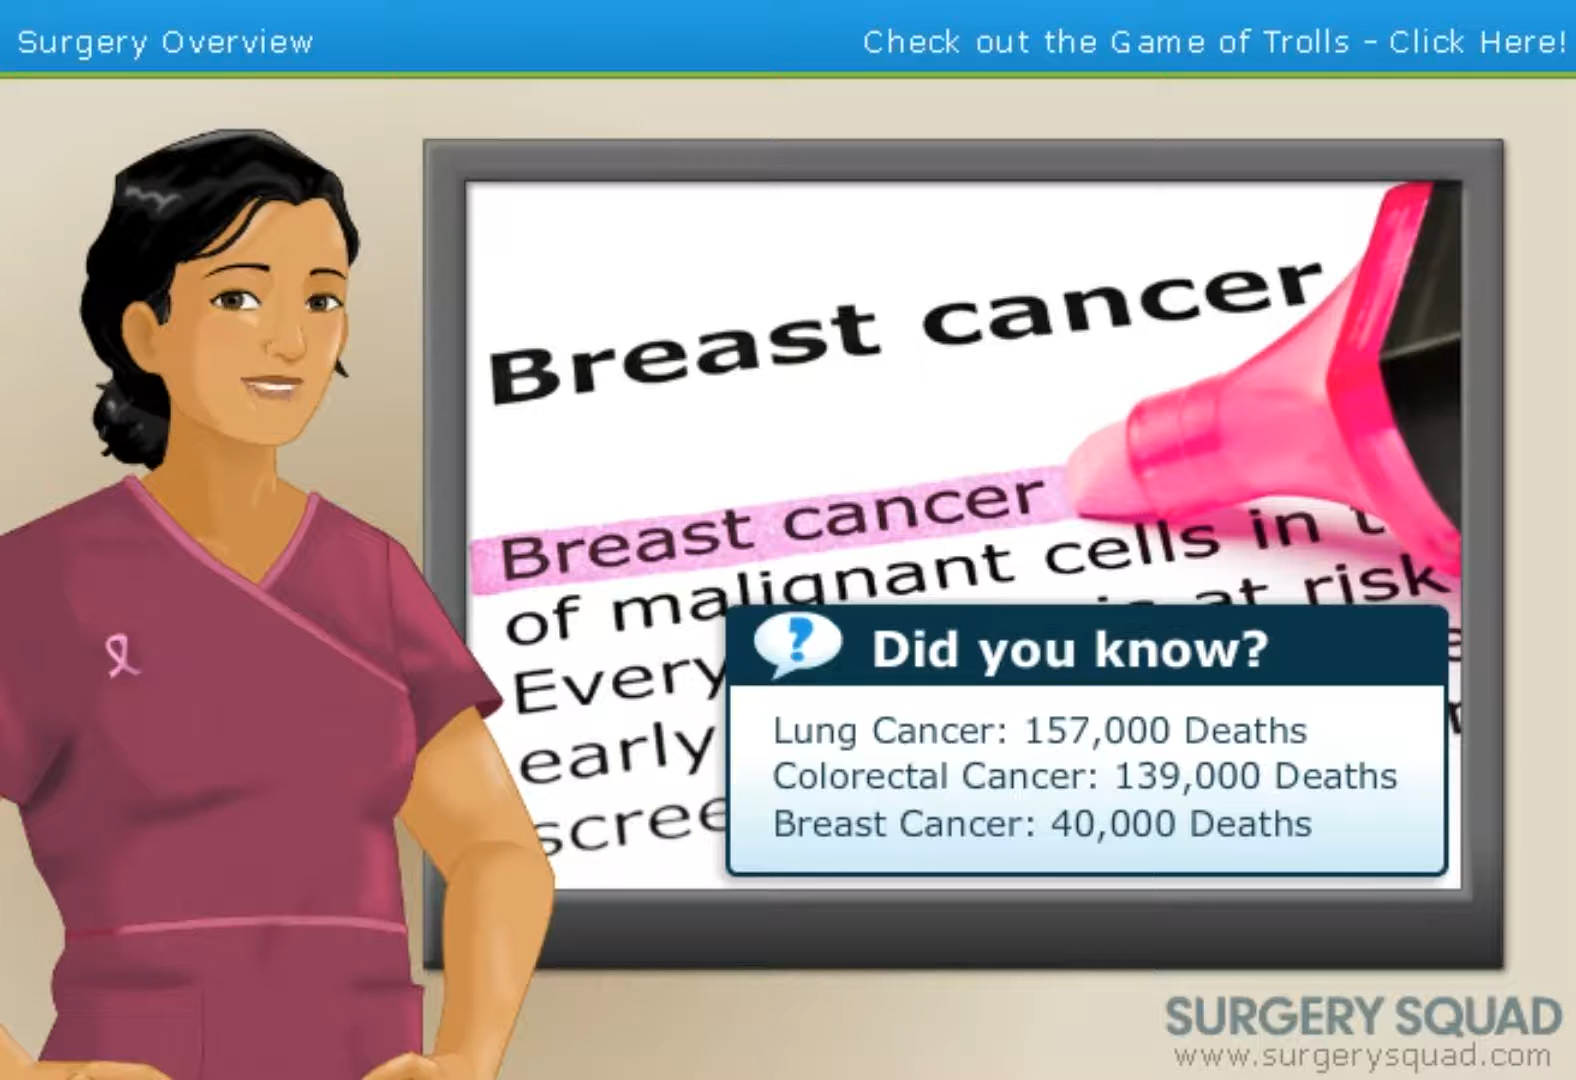 Surgery Overview
Check out the Game of Trolls - Click Here!
Breast cancer
Breast cancer
of malignant cells in
at risk
Every
early
Did you know?
Lung Cancer: 157,000 Deaths
Colorectal Cancer: 139,000 Deaths
Breast Cancer: 40,000 Deaths
SURGERY SQUAD
www.surgerysquad.com